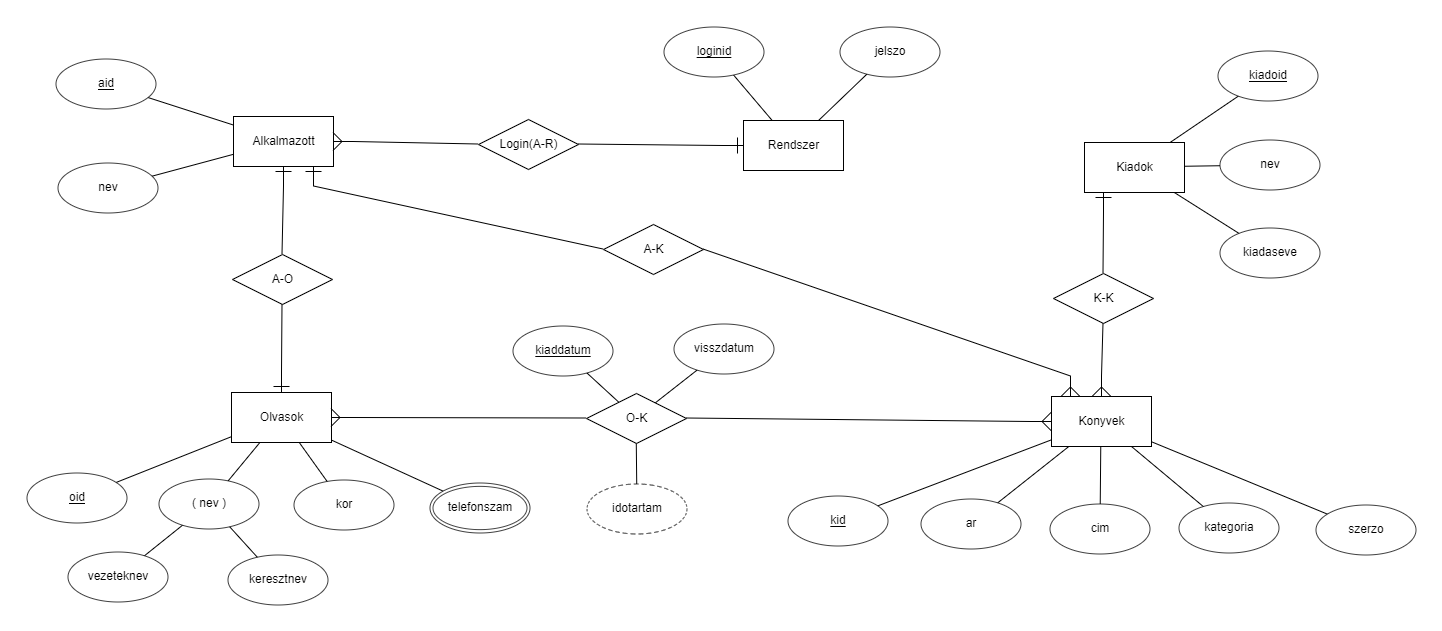 loginid
jelszo
aid
kiadoid
Alkalmazott
Login(A-R)
Rendszer
Kiadok
nev
nev
A-K
kiadaseve
A-O
K-K
kiaddatum
visszdatum
Olvasok
O-K
Konyvek
oid
( nev )
kor
telefonszam
idotartam
kid
ar
cim
kategoria
szerzo
vezeteknev
keresztnev